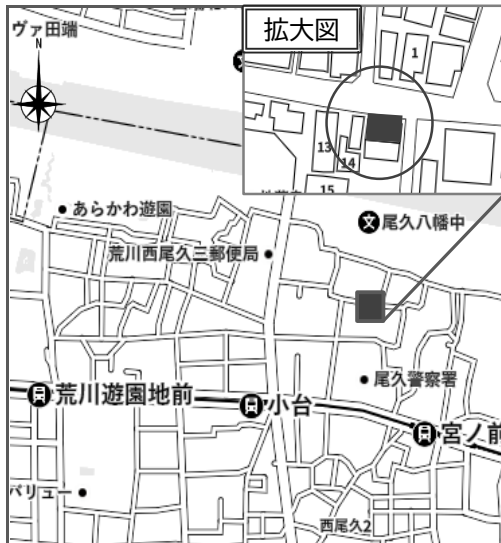 ヴァ田端
N
拡大図
1
13
14
15
あらかわ遊園
尾久八幡中
荒川西尾久三郵便局
尾久警察署
荒川遊園地前
小台
宮ノ前
バリュー
西尾久2